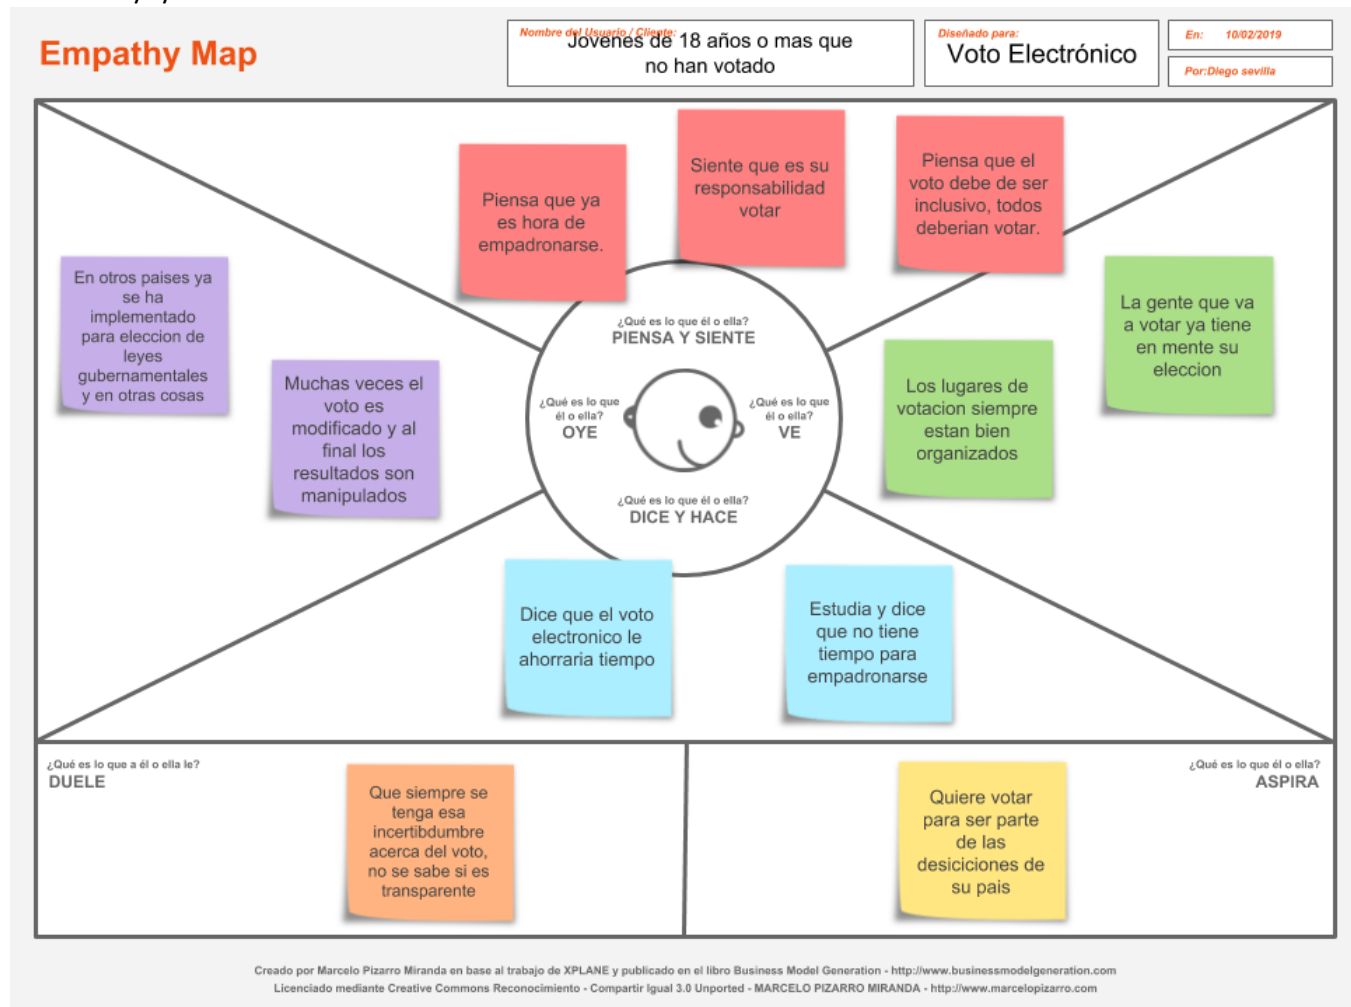 Empathy Map
Nombre del Usuario / Cliente:
Jovenes de 18 años o mas que
no han votado
Diseñado para:
Voto Electrónico
En: 10/02/2019
Por:Diego sevilla
Piensa que ya
es hora de
empadronarse.
Siente que es su
responsabilidad
votar
Piensa que el
voto debe de ser
inclusivo, todos
deberian votar.
En otros paises ya
se ha
implementado
para eleccion de
leyes
gubernamentales
y en otras cosas
Muchas veces el
voto es
modificado y al
final los
resultados son
manipulados
¿Qué es lo que él o ella?
PIENSA Y SIENTE
¿Qué es lo que
él o ella?
OYE
¿Qué es lo que
él o ella?
VE
¿Qué es lo que él o ella?
DICE Y HACE
Los lugares de
votacion siempre
estan bien
organizados
La gente que va
a votar ya tiene
en mente su
eleccion
Dice que el voto
electronico le
ahorraria tiempo
Estudia y dice
que no tiene
tiempo para
empadronarse
¿Qué es lo que a él o ella le?
DUELE
Que siempre se
tenga esa
incertibdumbre
acerca del voto,
no se sabe si es
transparente
¿Qué es lo que él o ella?
ASPIRA
Quiere votar
para ser parte
de las
desiciciones de
su pais
Creado por Marcelo Pizarro Miranda en base al trabajo de XPLANE y publicado en el libro Business Model Generation - http://www.businessmodelgeneration.com
Licenciado mediante Creative Commons Reconocimiento - Compartir Igual 3.0 Unported - MARCELO PIZARRO MIRANDA - http://www.marcelopizarro.com